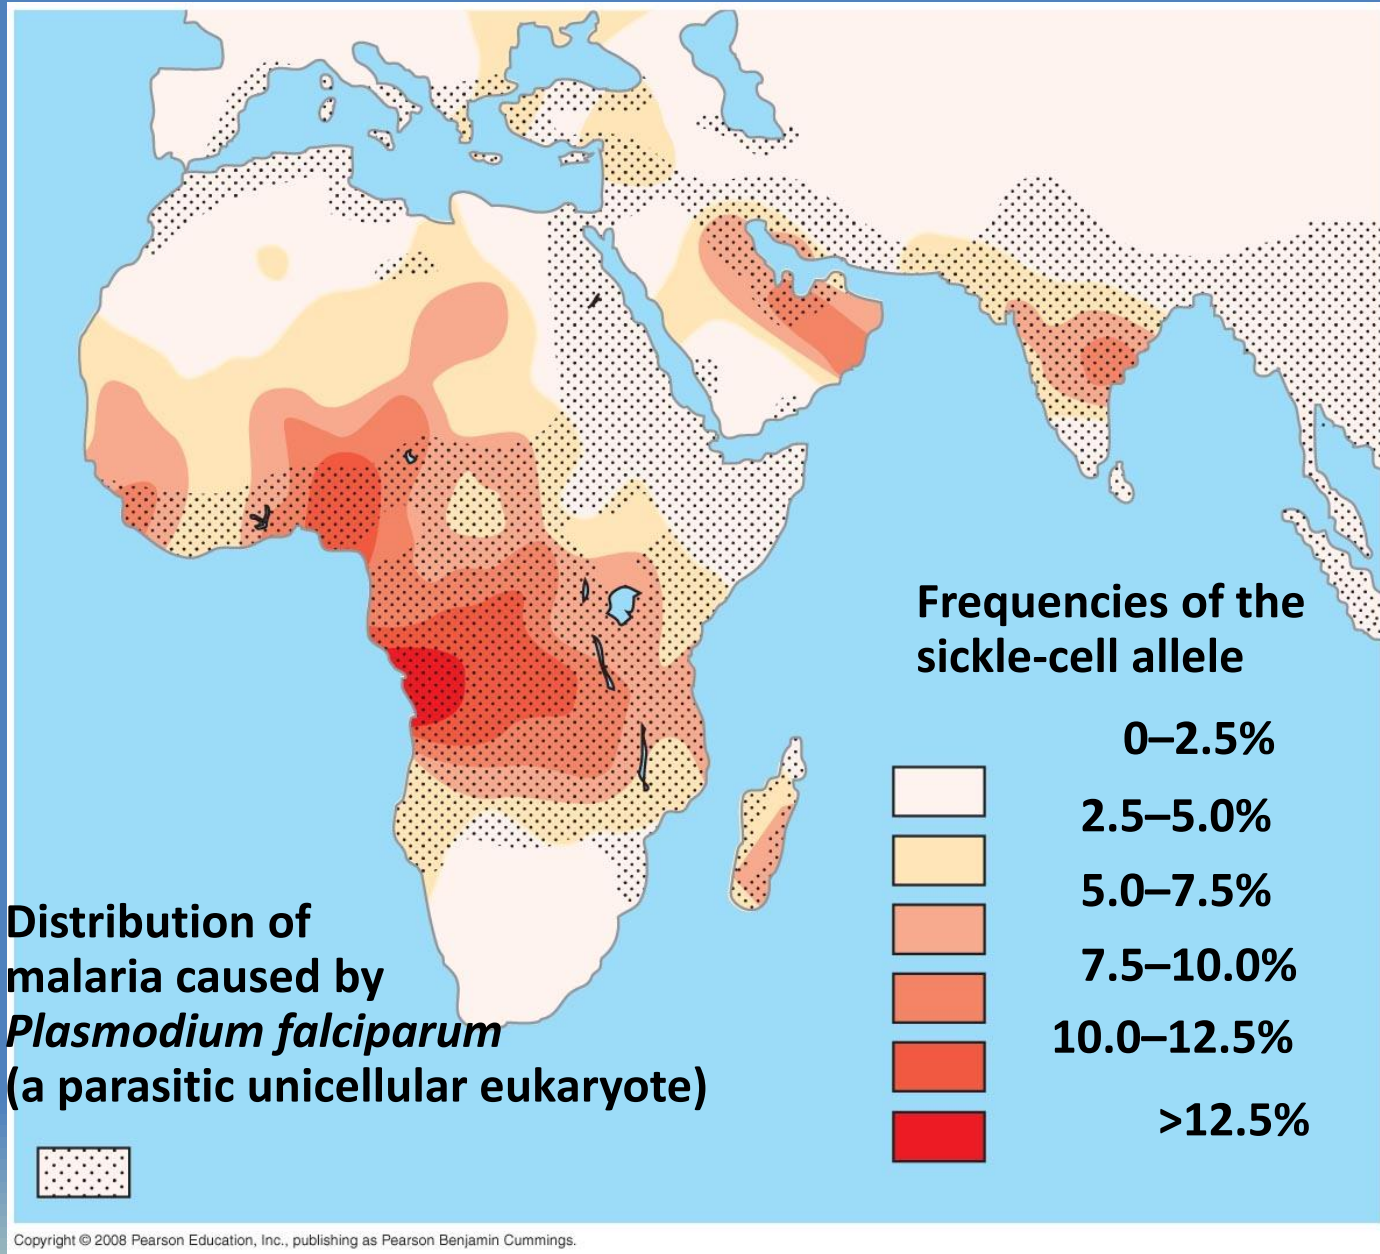 Frequencies of the
sickle-cell allele
0–2.5%
2.5–5.0%
5.0–7.5%
7.5–10.0%
10.0–12.5%
>12.5%
Distribution of
malaria caused by
Plasmodium falciparum
(a parasitic unicellular eukaryote)
Copyright © 2008 Pearson Education, Inc., publishing as Pearson Benjamin Cummings.